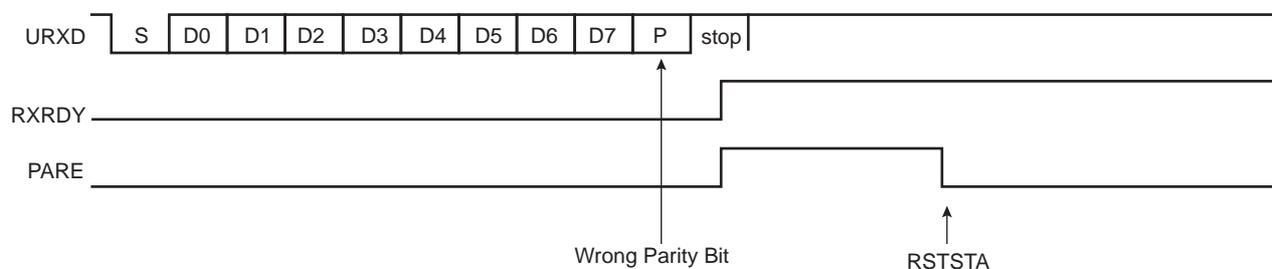 URXD S D0 D1 D2 D3 D4 D5 D6 D7 P stop
RXRDY
PARE
Wrong Parity Bit
RSTSTA